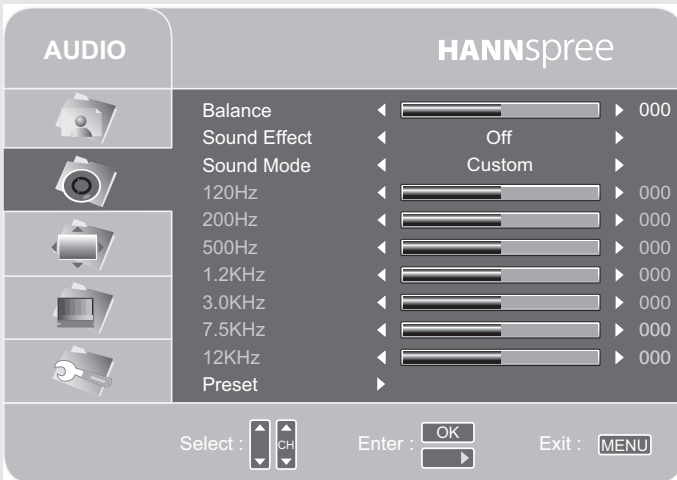 AUDIO
HANNspree
Balance 000
Sound Effect Off
Sound Mode Custom
120Hz 000
200Hz 000
500Hz 000
1.2KHz 000
3.0KHz 000
7.5KHz 000
12KHz 000
Preset
Select : CH Enter : OK Exit : MENU